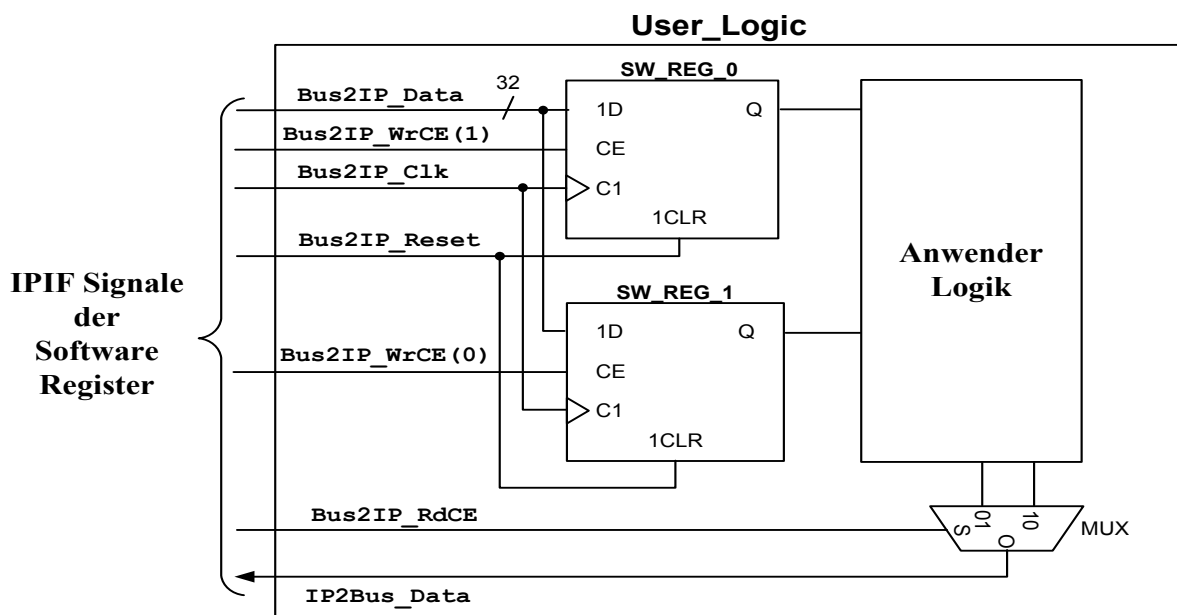 User_Logic
SW_REG_0
32
Bus2IP_Data
1D
Q
Bus2IP_WrCE(1)
CE
Bus2IP_Clk
C1
1CLR
Bus2IP_Reset
Anwender
Logik
IPIF Signale
der
Software
Register
SW_REG_1
1D
Q
Bus2IP_WrCE(0)
CE
C1
1CLR
Bus2IP_RdCE
S
01
10
O
MUX
IP2Bus_Data